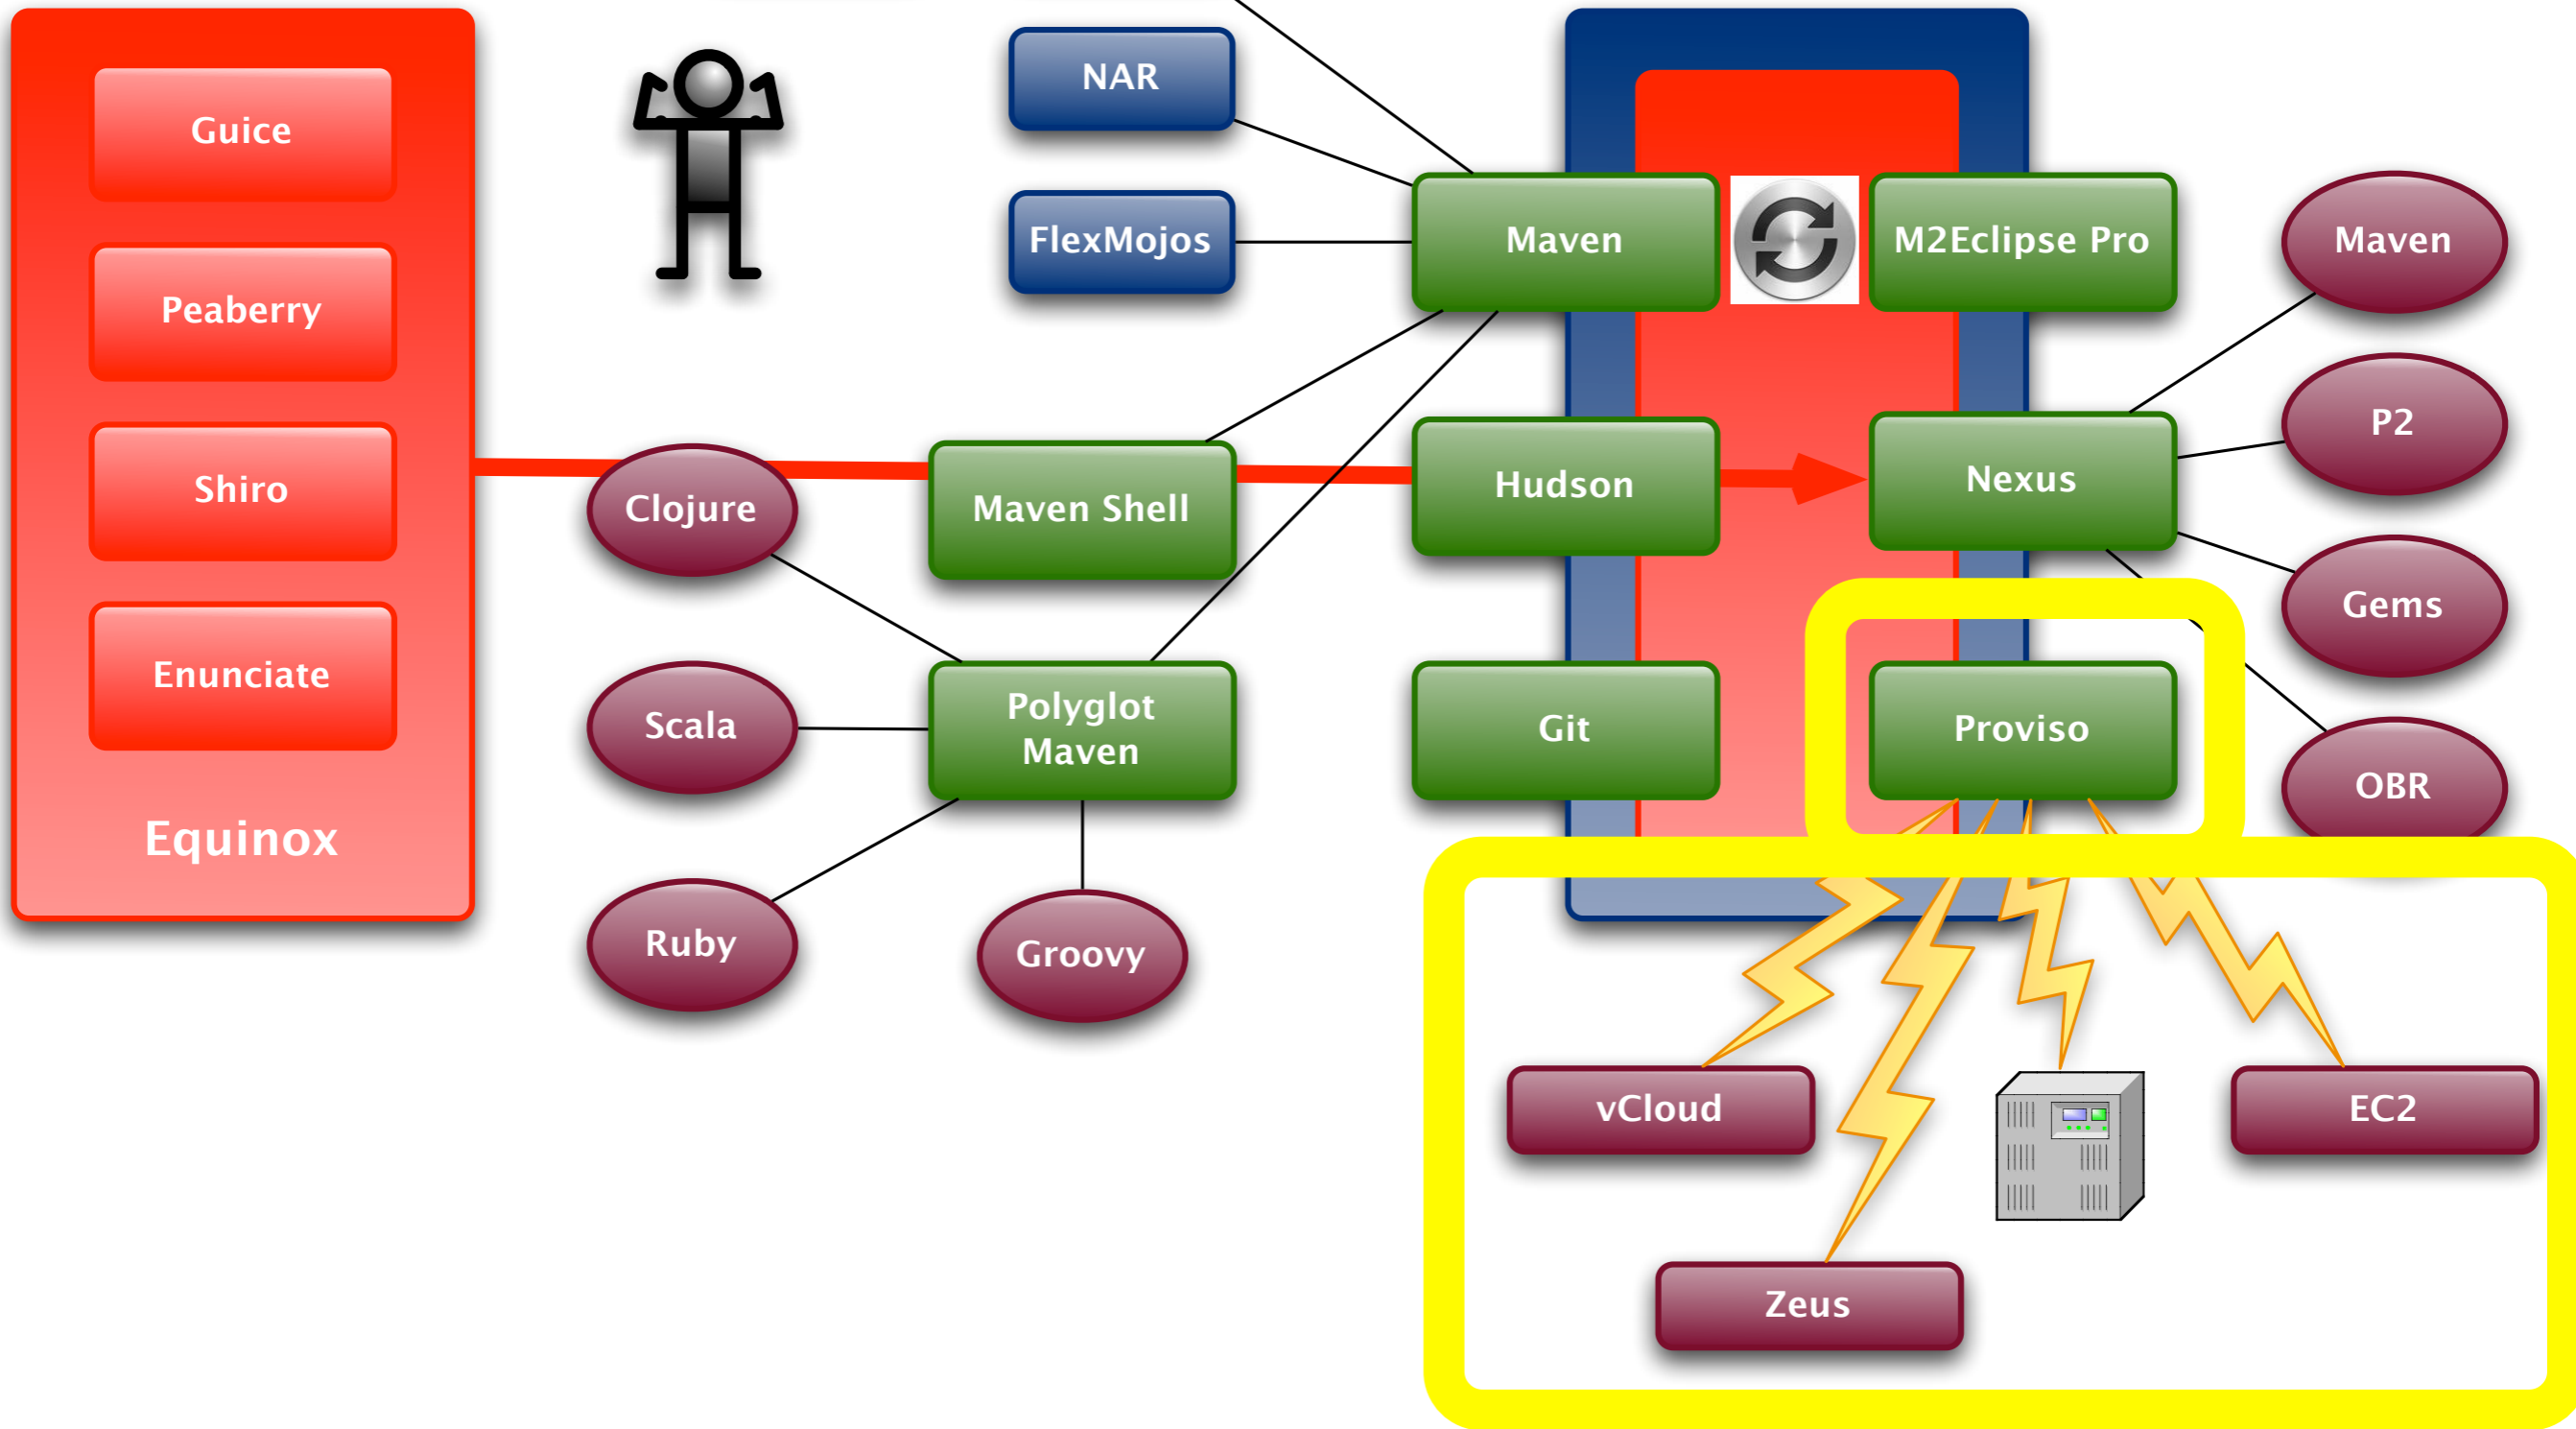 Guice
Peaberry
Shiro
Enunciate
Equinox
NAR
FlexMojos
Maven
M2Eclipse Pro
Maven
P2
Gems
OBR
Clojure
Maven Shell
Hudson
Nexus
Scala
Polyglot
Maven
Git
Proviso
Ruby
Groovy
vCloud
EC2
Zeus